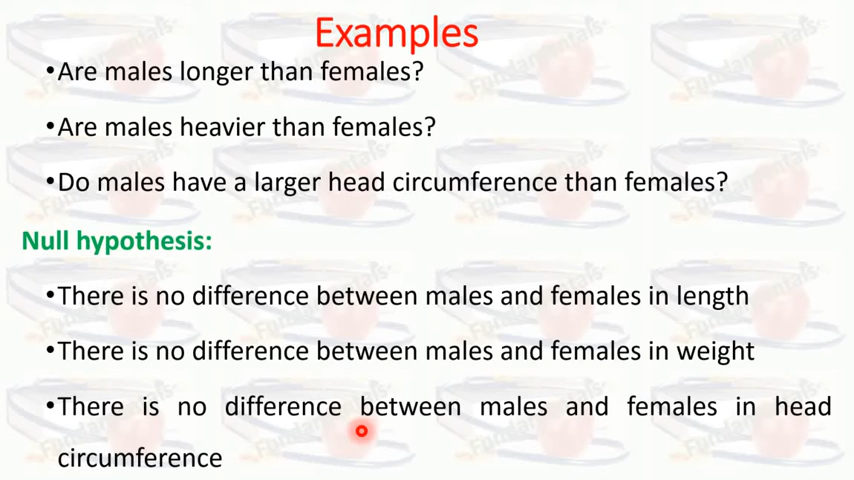 Examples
•Are males longer than females?
•Are males heavier than females?
•Do males have a larger head circumference than females?
Null hypothesis:
•There is no difference between males and females in length
•There is no difference between males and females in weight
•There is no difference between males and females in head
circumference